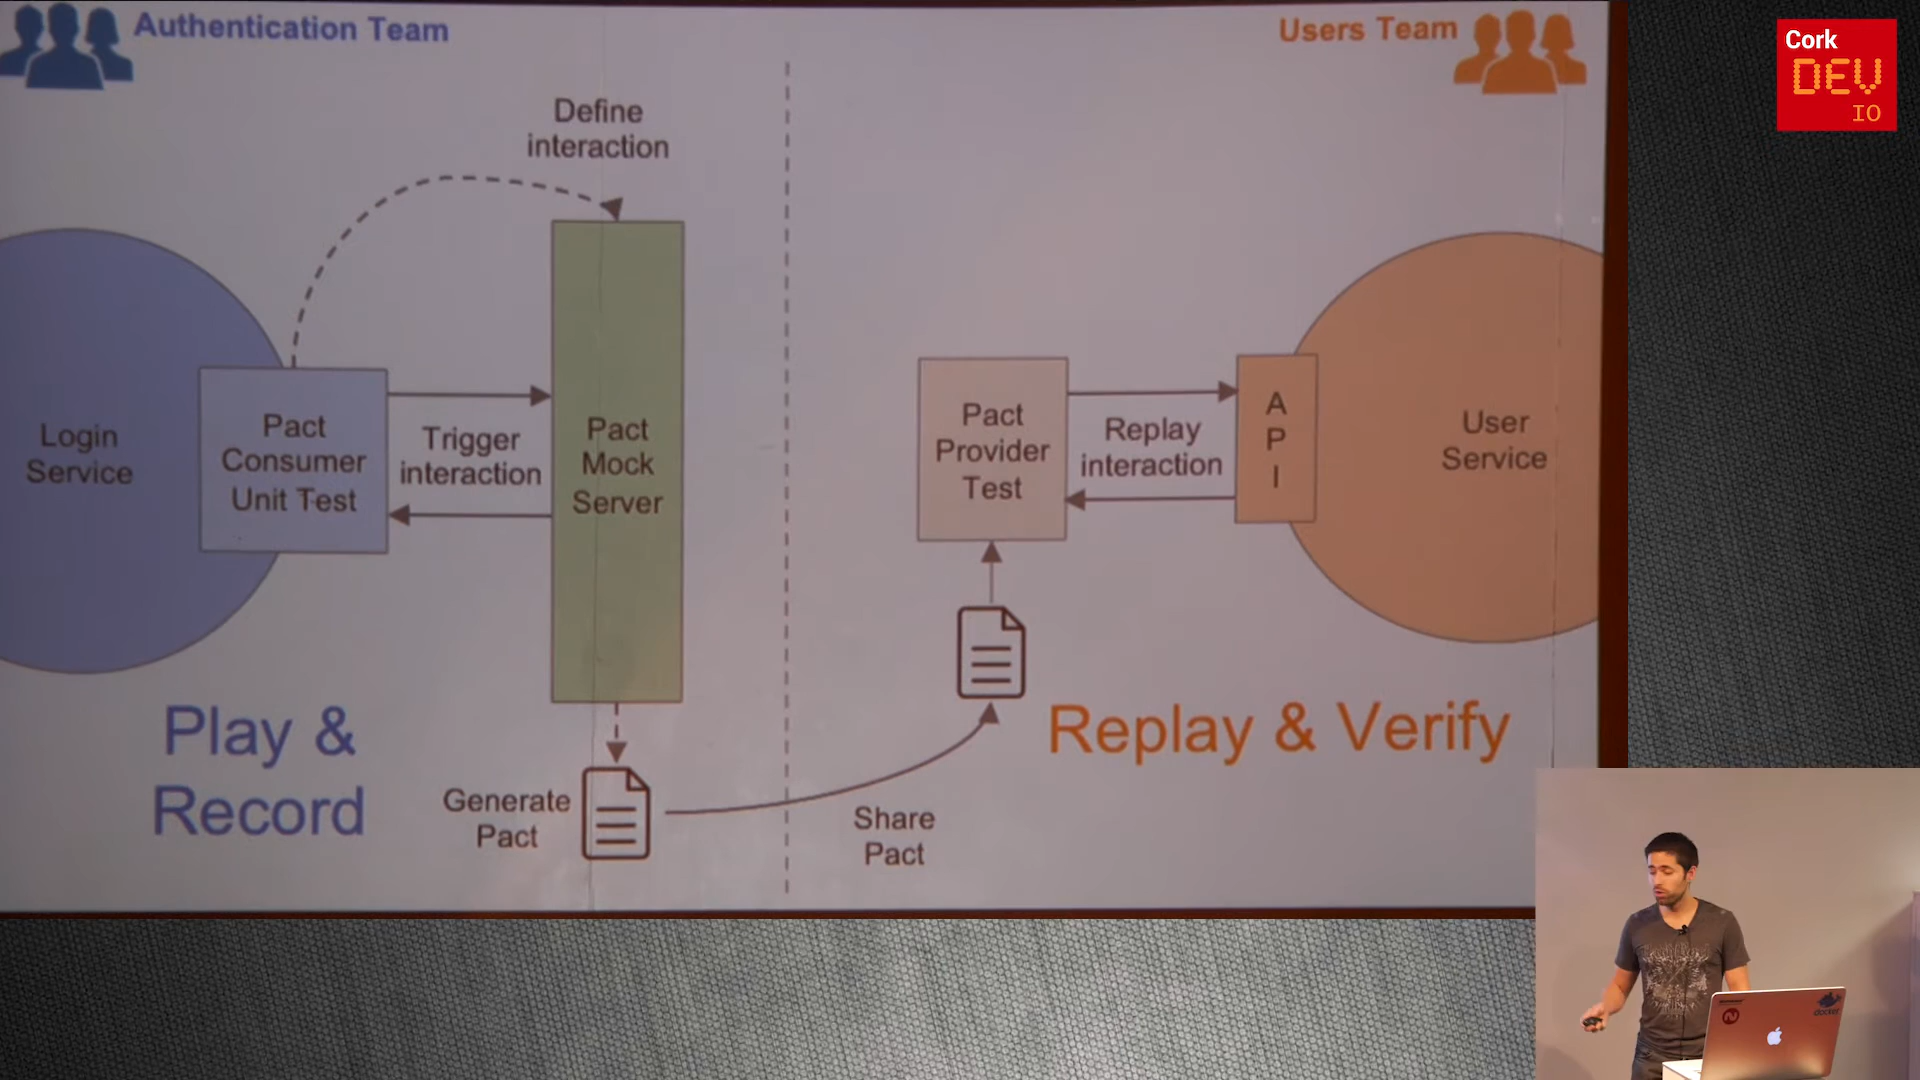 Authentication Team
Users Team
Cork
DEV
IO
Define
interaction
Login
Service
Pact
Consumer
Unit Test
Trigger
interaction
Pact
Mock
Server
Pact
Provider
Test
Replay
interaction
A
P
I
User
Service
Play &
Record
Replay & Verify
Generate
Pact
Share
Pact
docker